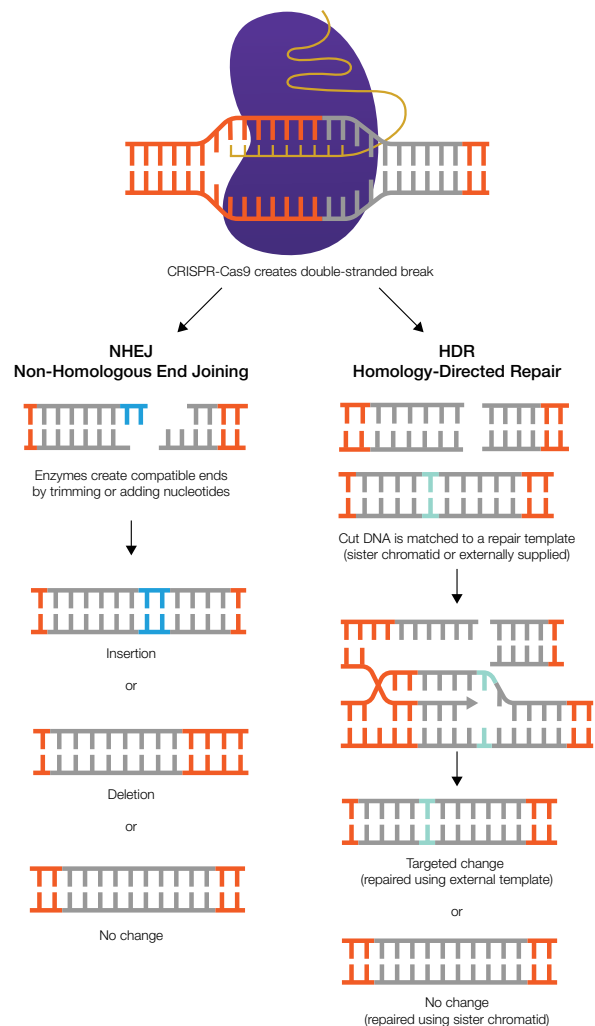 CRISPR-Cas9 creates double-stranded break
NHEJ
Non-Homologous End Joining
Enzymes create compatible ends
by trimming or adding nucleotides
Insertion
or
Deletion
or
No change
HDR
Homology-Directed Repair
Cut DNA is matched to a repair template
(sister chromatid or externally supplied)
Targeted change
(repaired using external template)
or
No change
(repaired using sister chromatid)